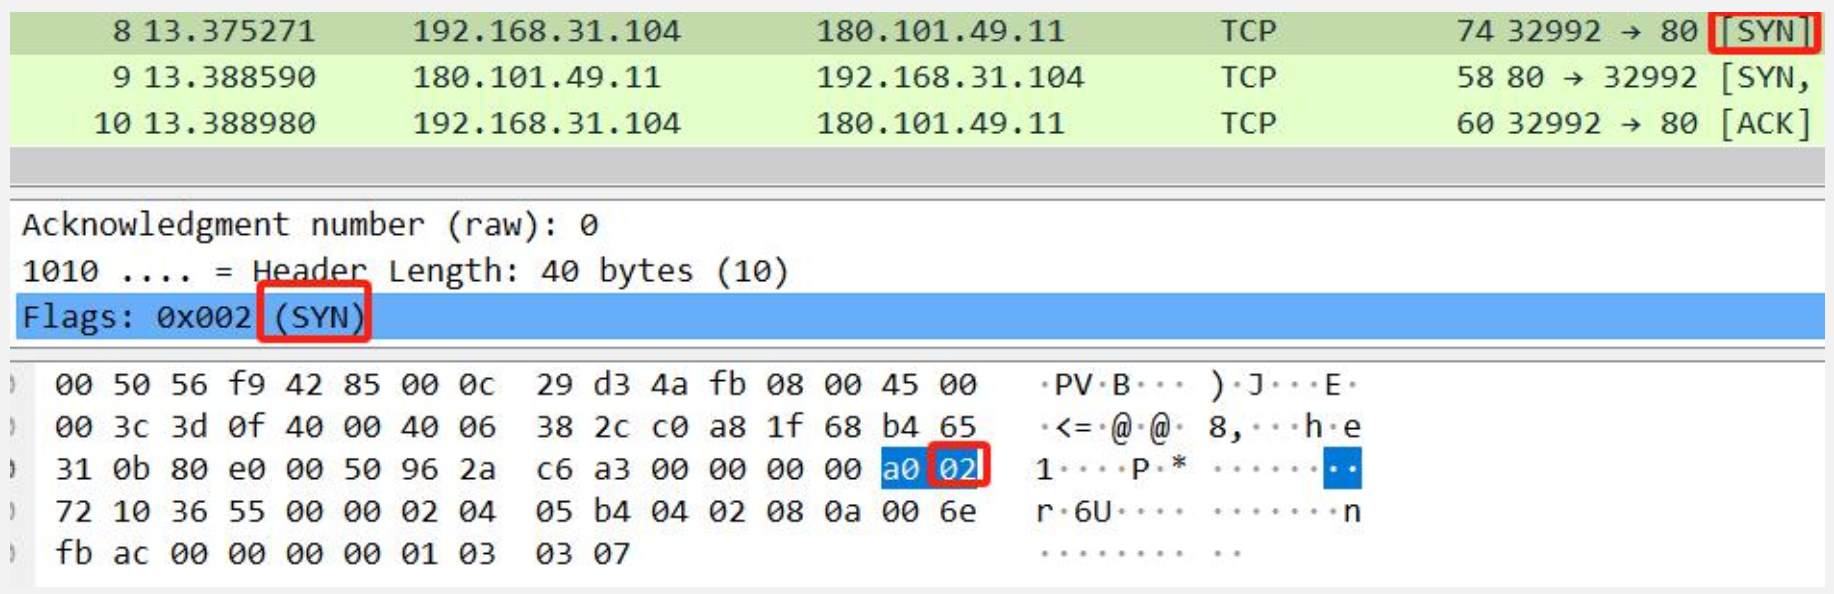 8 13.375271 192.168.31.104 180.101.49.11 TCP 74 32992 → 80 [SYN]
9 13.388590 180.101.49.11 192.168.31.104 TCP 58 80 → 32992 [SYN,
10 13.388980 192.168.31.104 180.101.49.11 TCP 60 32992 → 80 [ACK]
Acknowledgment number (raw): 0
1010 .... = Header Length: 40 bytes (10)
Flags: 0x002 (SYN)
00 50 56 f9 42 85 00 0c 29 d3 4a fb 08 00 45 00 ·PV·B··· )·J···E·
00 3c 3d 0f 40 00 40 06 38 2c c0 a8 1f 68 b4 65 ·<=·@·@· 8,···h·e
31 0b 80 e0 00 50 96 2a c6 a3 00 00 00 00 a0 02 1····P·* ········
72 10 36 55 00 00 02 04 05 b4 04 02 08 0a 00 6e r·6U···· ·······n
fb ac 00 00 00 00 01 03 03 07 ········ ··